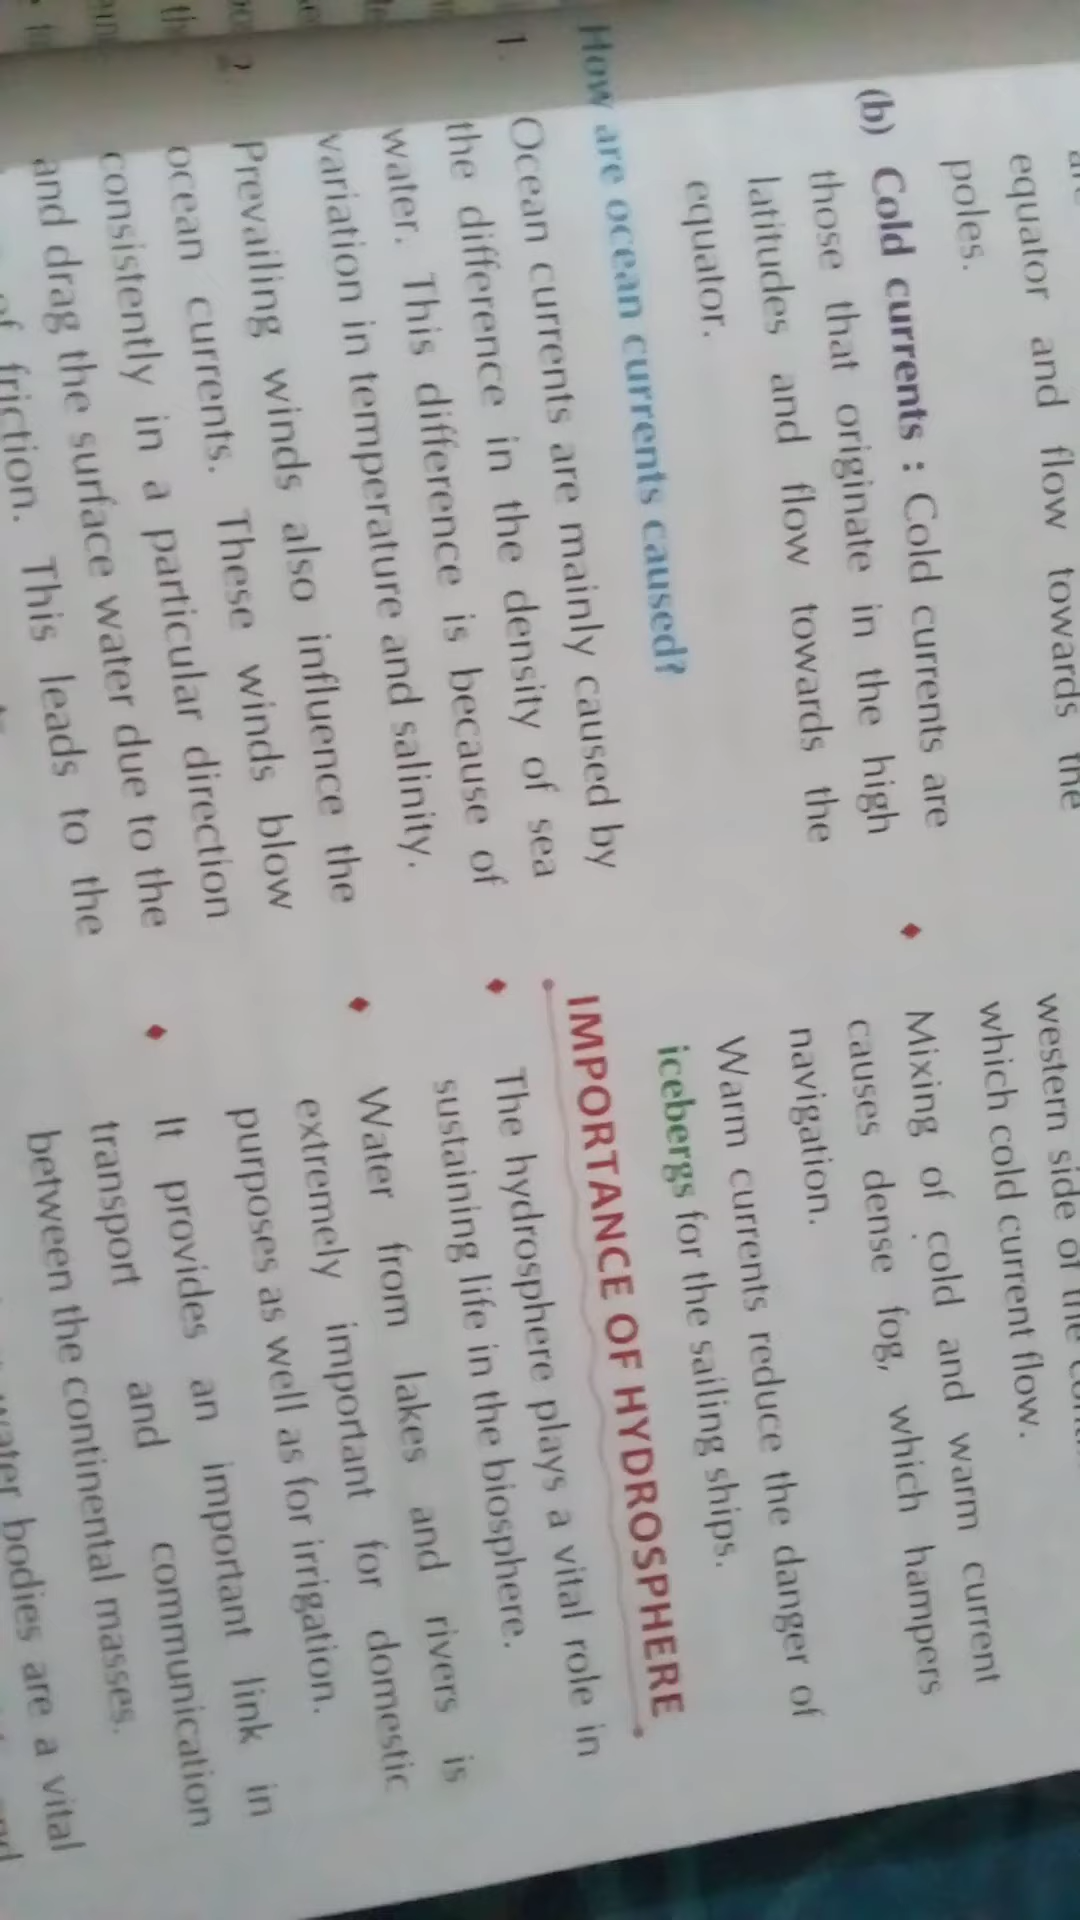 equator and flow towards the
poles.
(b) Cold currents : Cold currents are
those that originate in the high
latitudes and flow towards the
equator.
How are ocean currents caused?
1. Ocean currents are mainly caused by
the difference in the density of sea
water. This difference is because of
variation in temperature and salinity.
2. Prevailing winds also influence the
ocean currents. These winds blow
consistently in a particular direction
and drag the surface water due to the
of friction. This leads to the
western side of the
which cold current flow.
♦ Mixing of cold and warm current
causes dense fog, which hampers
navigation.
Warm currents reduce the danger of
icebergs for the sailing ships.
IMPORTANCE OF HYDROSPHERE
♦ The hydrosphere plays a vital role in
sustaining life in the biosphere.
♦ Water from lakes and rivers is
extremely important for domestic
purposes as well as for irrigation.
♦ It provides an important link in
transport and communication
between the continental masses.
water bodies are a vital